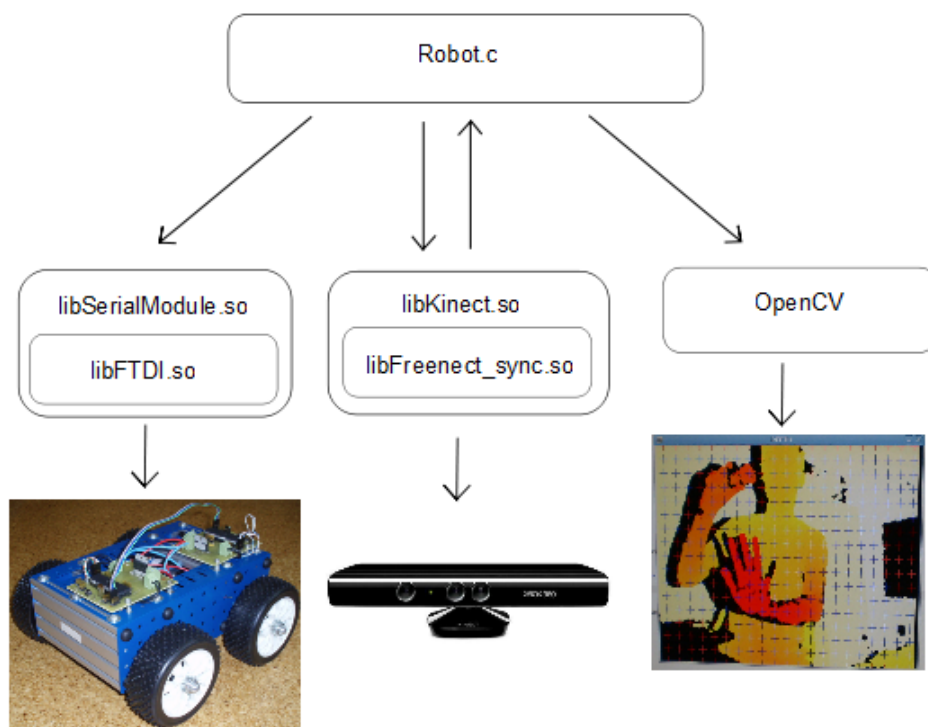 Robot.c
libSerialModule.so
libFTDI.so
libKinect.so
libFreenect_sync.so
OpenCV